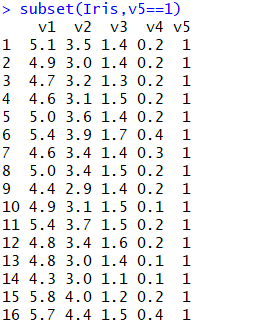 > subset(Iris,v5==1)
v1 v2 v3 v4 v5
1 5.1 3.5 1.4 0.2 1
2 4.9 3.0 1.4 0.2 1
3 4.7 3.2 1.3 0.2 1
4 4.6 3.1 1.5 0.2 1
5 5.0 3.6 1.4 0.2 1
6 5.4 3.9 1.7 0.4 1
7 4.6 3.4 1.4 0.3 1
8 5.0 3.4 1.5 0.2 1
9 4.4 2.9 1.4 0.2 1
10 4.9 3.1 1.5 0.1 1
11 5.4 3.7 1.5 0.2 1
12 4.8 3.4 1.6 0.2 1
13 4.8 3.0 1.4 0.1 1
14 4.3 3.0 1.1 0.1 1
15 5.8 4.0 1.2 0.2 1
16 5.7 4.4 1.5 0.4 1